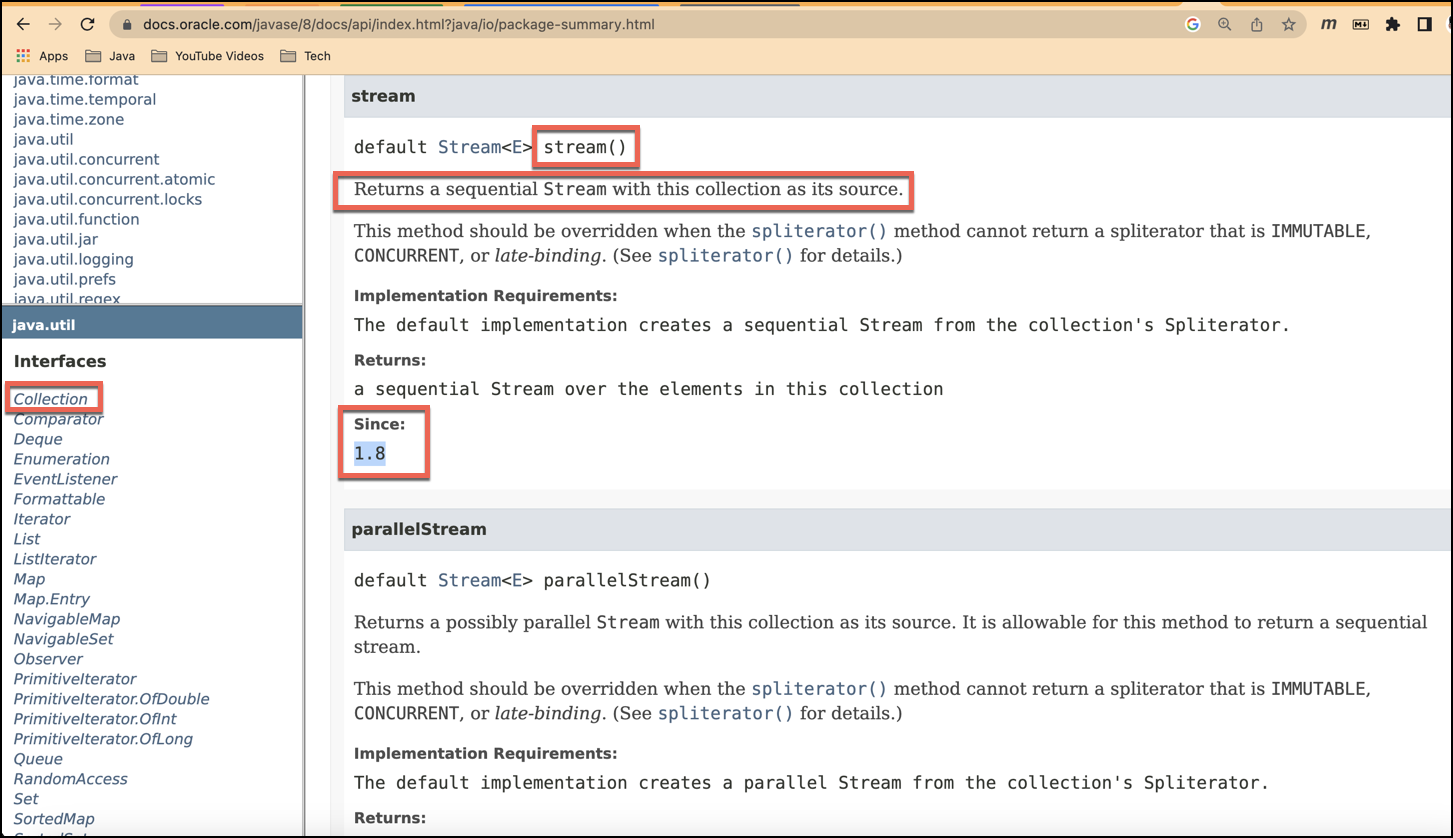 docs.oracle.com/javase/8/docs/api/index.html?java/io/package-summary.html
Apps Java YouTube Videos Tech
java.time.format
java.time.temporal
java.time.zone
java.util
java.util.concurrent
java.util.concurrent.atomic
java.util.concurrent.locks
java.util.function
java.util.jar
java.util.logging
java.util.prefs
java.util.regex
java.util
Interfaces
Collection
Comparator
Deque
Enumeration
EventListener
Formattable
Iterator
List
ListIterator
Map
Map.Entry
NavigableMap
NavigableSet
Observer
PrimitiveIterator
PrimitiveIterator.OfDouble
PrimitiveIterator.OfInt
PrimitiveIterator.OfLong
Queue
RandomAccess
Set
SortedMap
stream
default Stream<E> stream()
Returns a sequential Stream with this collection as its source.
This method should be overridden when the spliterator() method cannot return a spliterator that is IMMUTABLE,
CONCURRENT, or late-binding. (See spliterator() for details.)
Implementation Requirements:
The default implementation creates a sequential Stream from the collection's Spliterator.
Returns:
a sequential Stream over the elements in this collection
Since:
1.8
parallelStream
default Stream<E> parallelStream()
Returns a possibly parallel Stream with this collection as its source. It is allowable for this method to return a sequential
stream.
This method should be overridden when the spliterator() method cannot return a spliterator that is IMMUTABLE,
CONCURRENT, or late-binding. (See spliterator() for details.)
Implementation Requirements:
The default implementation creates a parallel Stream from the collection's Spliterator.
Returns: